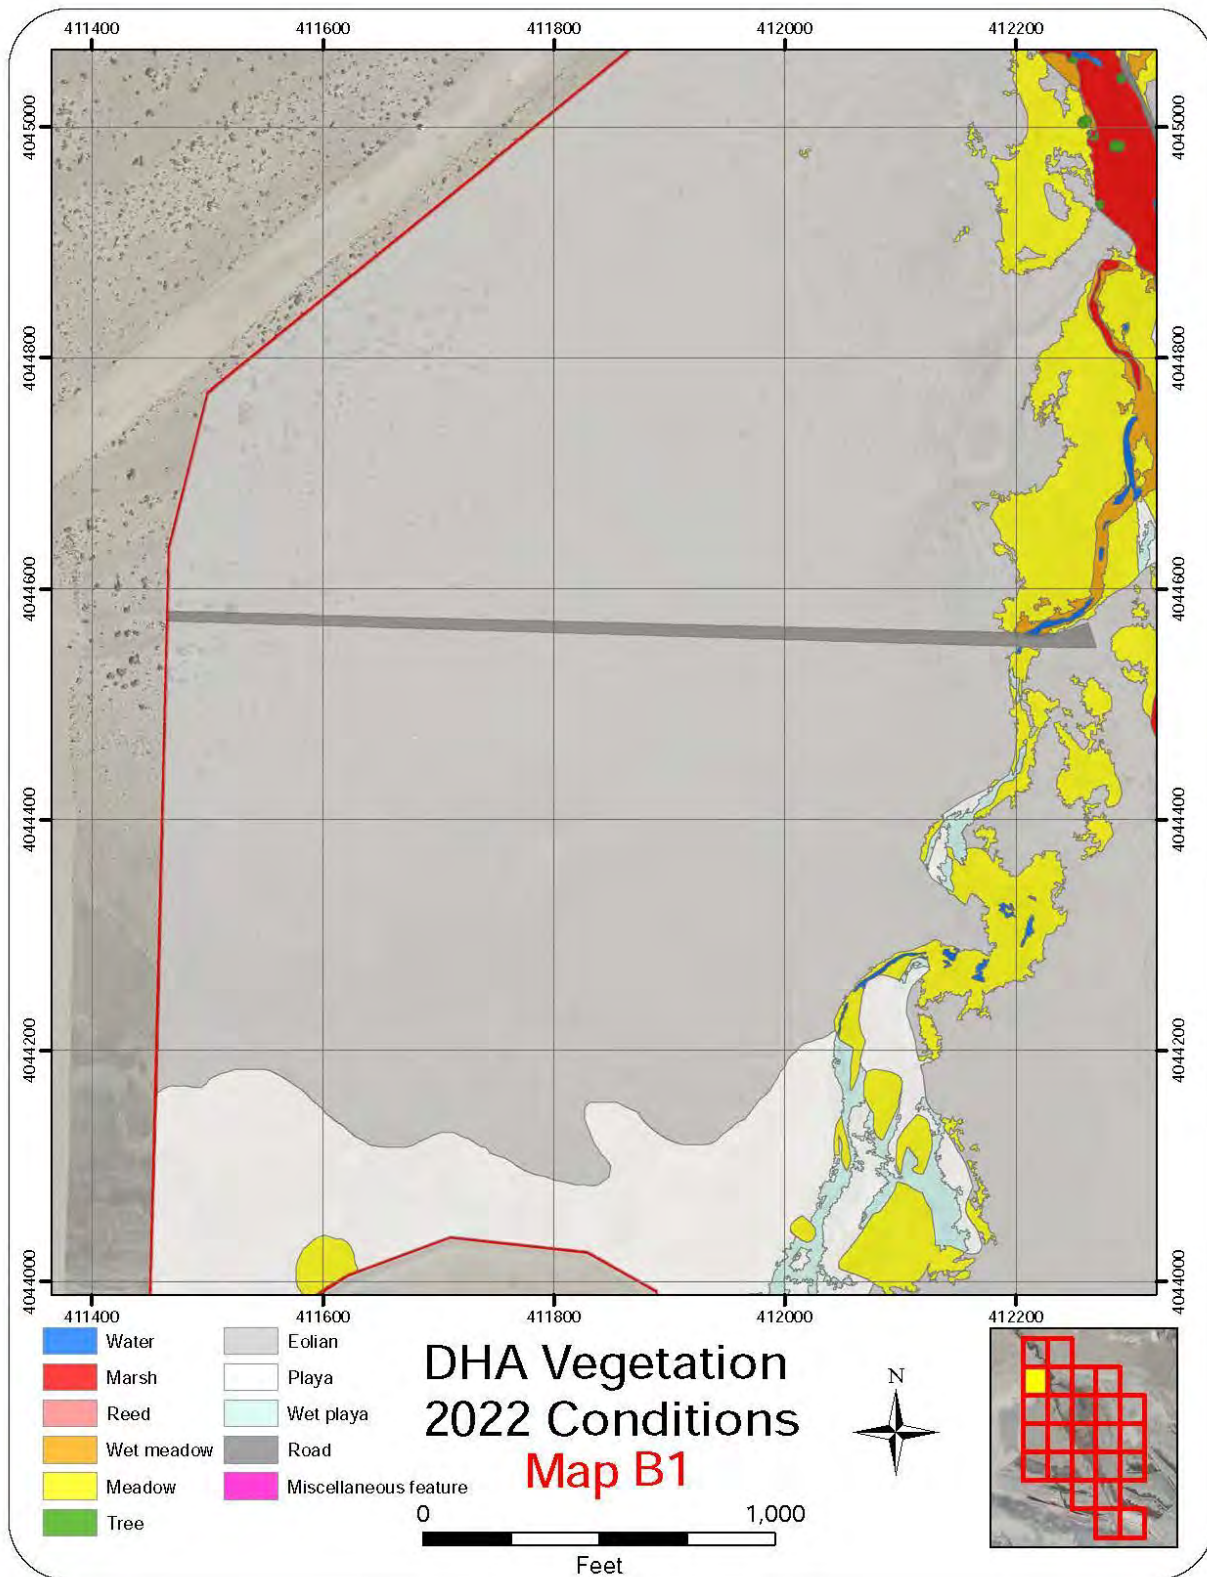 411400 411600 411800 412000 412200
4045000 4045000
4044800 4044800
4044600 4044600
4044400 4044400
4044200 4044200
4044000 4044000
411400 411600 411800 412000 412200
Water
Marsh
Reed
Wet meadow
Meadow
Tree
Eolian
Playa
Wet playa
Road
Miscellaneous feature
DHA Vegetation
2022 Conditions
Map B1
0 1,000
Feet
N